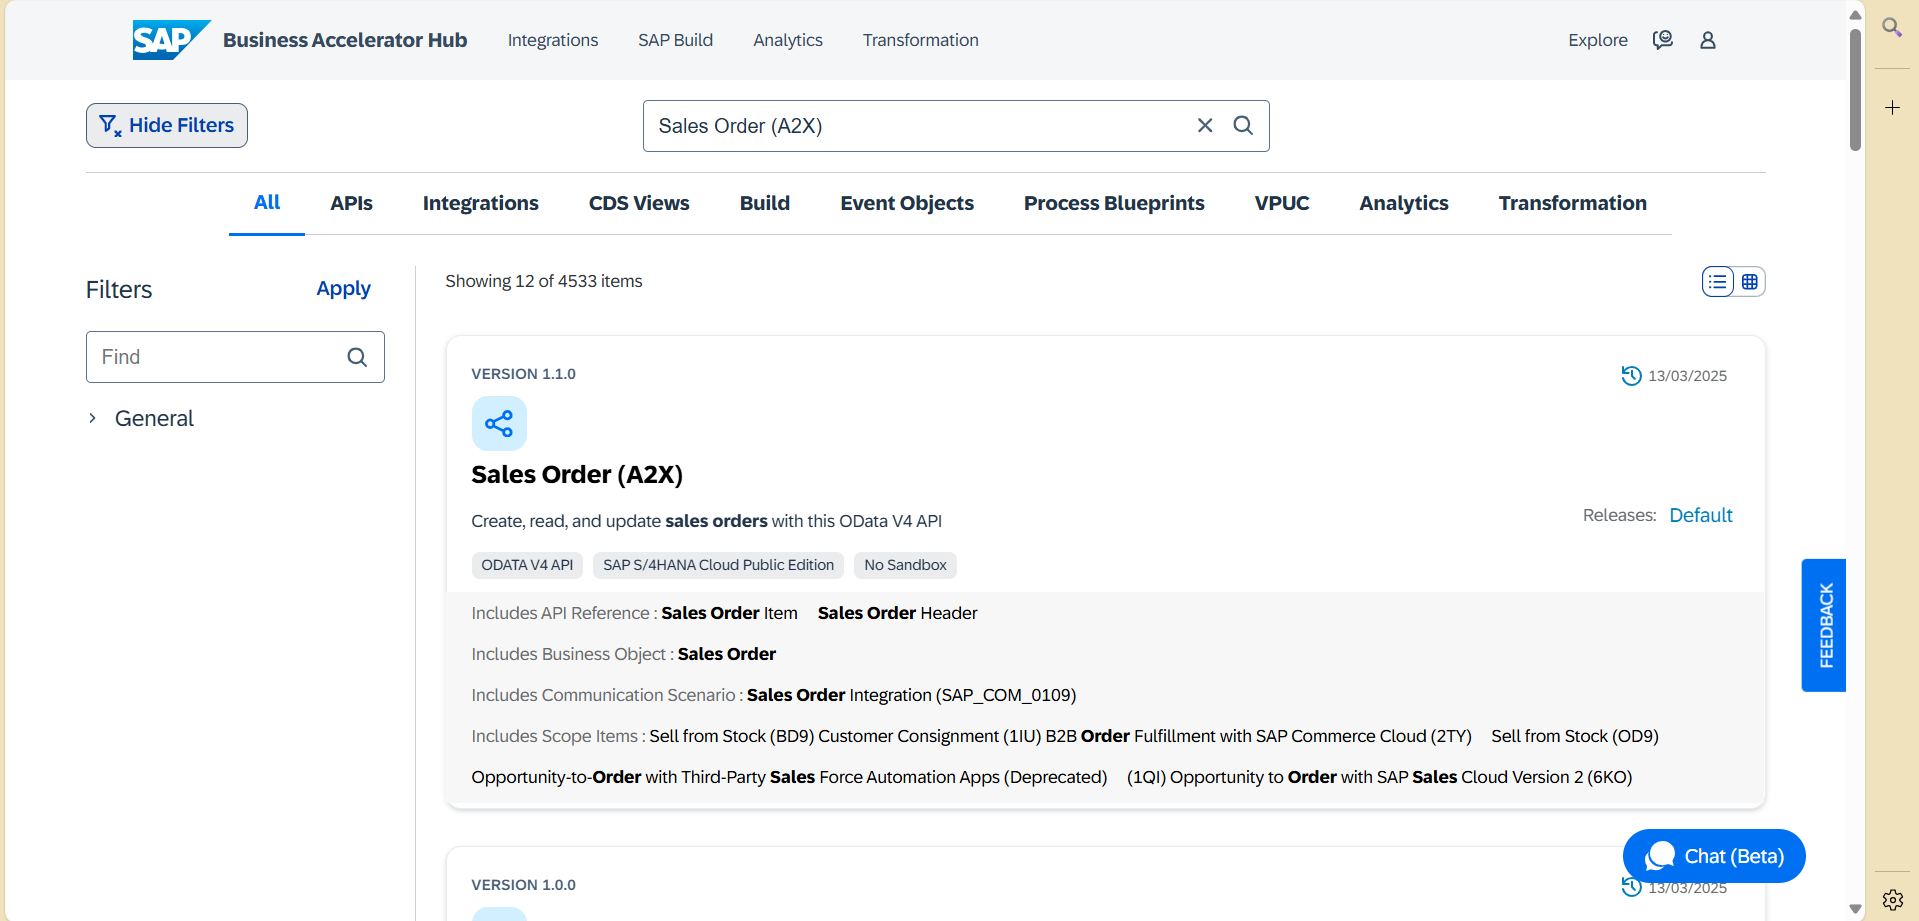 SAP Business Accelerator Hub Integrations SAP Build Analytics Transformation Explore
Hide Filters
Sales Order (A2X)
All APIs Integrations CDS Views Build Event Objects Process Blueprints VPUC Analytics Transformation
Filters Apply
Find
General
Showing 12 of 4533 items
VERSION 1.1.0
13/03/2025
Sales Order (A2X)
Create, read, and update sales orders with this OData V4 API
Releases: Default
ODATA V4 API SAP S/4HANA Cloud Public Edition No Sandbox
Includes API Reference : Sales Order Item Sales Order Header
Includes Business Object : Sales Order
Includes Communication Scenario : Sales Order Integration (SAP_COM_0109)
Includes Scope Items : Sell from Stock (BD9) Customer Consignment (1IU) B2B Order Fulfillment with SAP Commerce Cloud (2TY) Sell from Stock (OD9)
Opportunity-to-Order with Third-Party Sales Force Automation Apps (Deprecated) (1QI) Opportunity to Order with SAP Sales Cloud Version 2 (6KO)
FEEDBACK
Chat (Beta)
VERSION 1.0.0
13/03/2025